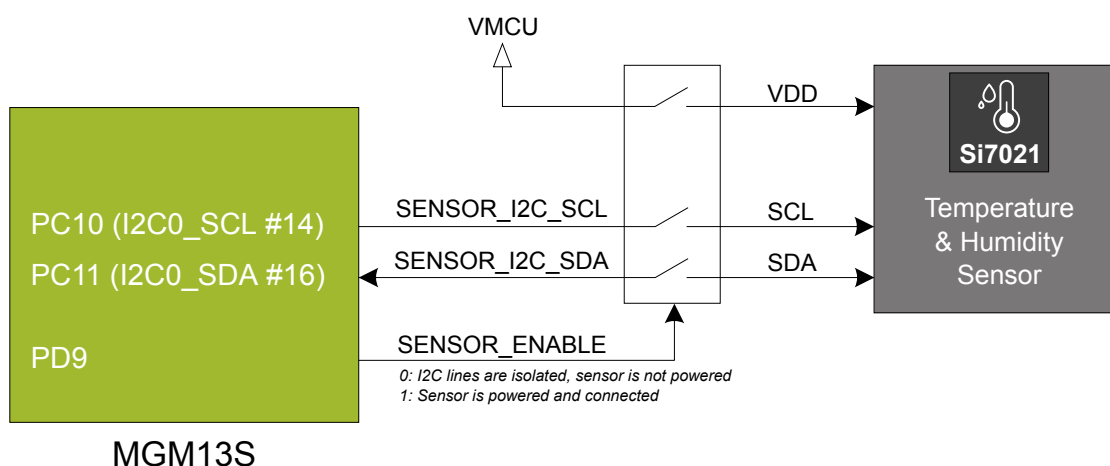 VMCU
VDD
Si7021
PC10 (I2C0_SCL #14)
SENSOR_I2C_SCL
SCL
Temperature
& Humidity
Sensor
PC11 (I2C0_SDA #16)
SENSOR_I2C_SDA
SDA
PD9
SENSOR_ENABLE
0: I2C lines are isolated, sensor is not powered
1: Sensor is powered and connected
MGM13S